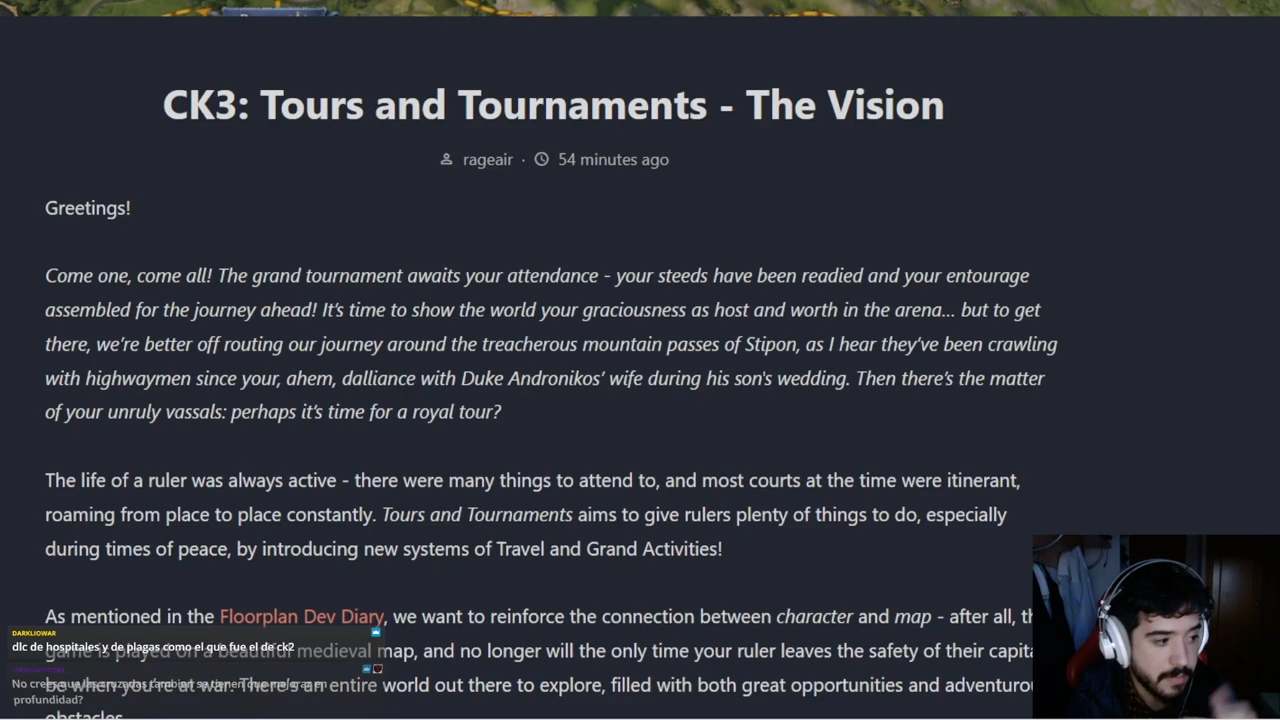 CK3: Tours and Tournaments - The Vision
rageair · 54 minutes ago
Greetings!
Come one, come all! The grand tournament awaits your attendance - your steeds have been readied and your entourage
assembled for the journey ahead! It's time to show the world your graciousness as host and worth in the arena... but to get
there, we're better off routing our journey around the treacherous mountain passes of Stipon, as I hear they've been crawling
with highwaymen since your, ahem, dalliance with Duke Andronikos' wife during his son's wedding. Then there's the matter
of your unruly vassals: perhaps it's time for a royal tour?
The life of a ruler was always active - there were many things to attend to, and most courts at the time were itinerant,
roaming from place to place constantly. Tours and Tournaments aims to give rulers plenty of things to do, especially
during times of peace, by introducing new systems of Travel and Grand Activities!
As mentioned in the Floorplan Dev Diary, we want to reinforce the connection between character and map - after all, th
game is played on a beautiful medieval map, and no longer will the only time your ruler leaves the safety of their capita
be when you're at war. There's an entire world out there to explore, filled with both great opportunities and adventurou
obstacles
DARKLIOWAR
dlc de hospitales y de plagas como el que fue el de ck2
No crees que las cruzadas tambien se tienen que mejorar en
profundidad?